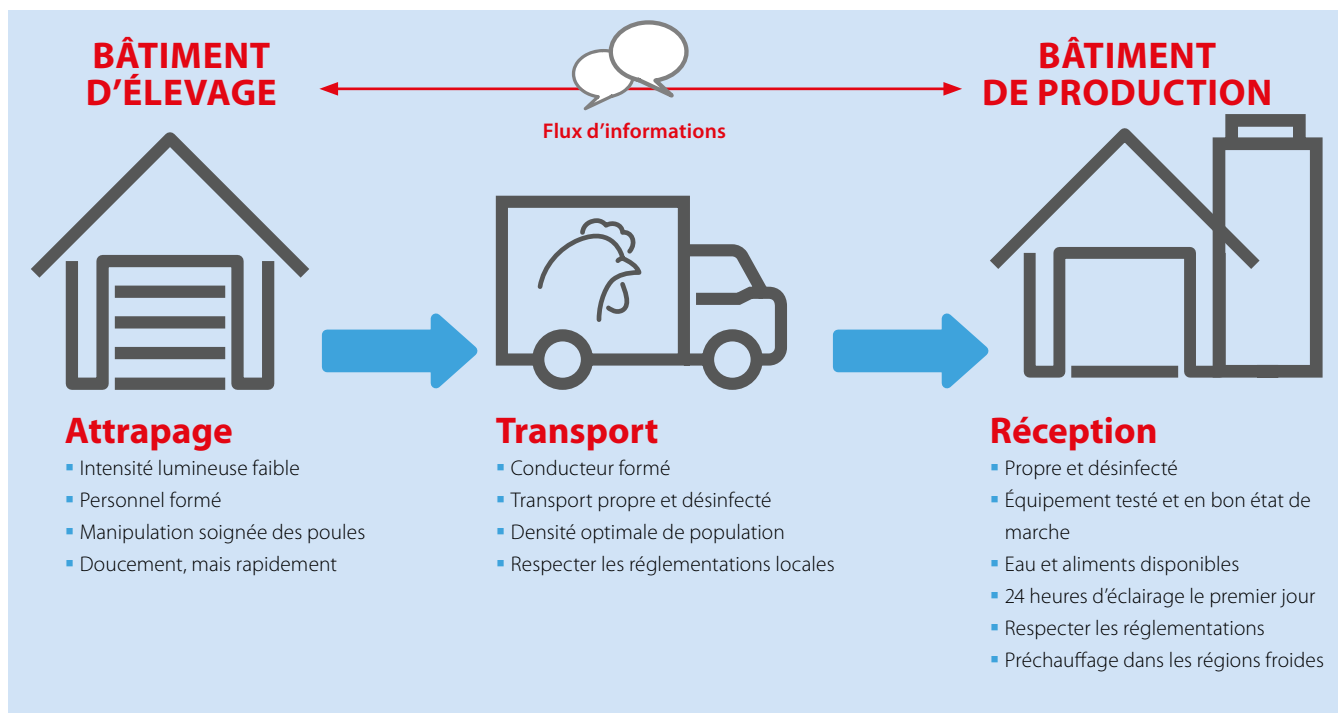 BÂTIMENT
D'ÉLEVAGE
Flux d'informations
BÂTIMENT
DE PRODUCTION
Attrapage
▪ Intensité lumineuse faible
▪ Personnel formé
▪ Manipulation soignée des poules
▪ Doucement, mais rapidement
Transport
▪ Conducteur formé
▪ Transport propre et désinfecté
▪ Densité optimale de population
▪ Respecter les réglementations locales
Réception
▪ Propre et désinfecté
▪ Équipement testé et en bon état de
marche
▪ Eau et aliments disponibles
▪ 24 heures d'éclairage le premier jour
▪ Respecter les réglementations
▪ Préchauffage dans les régions froides